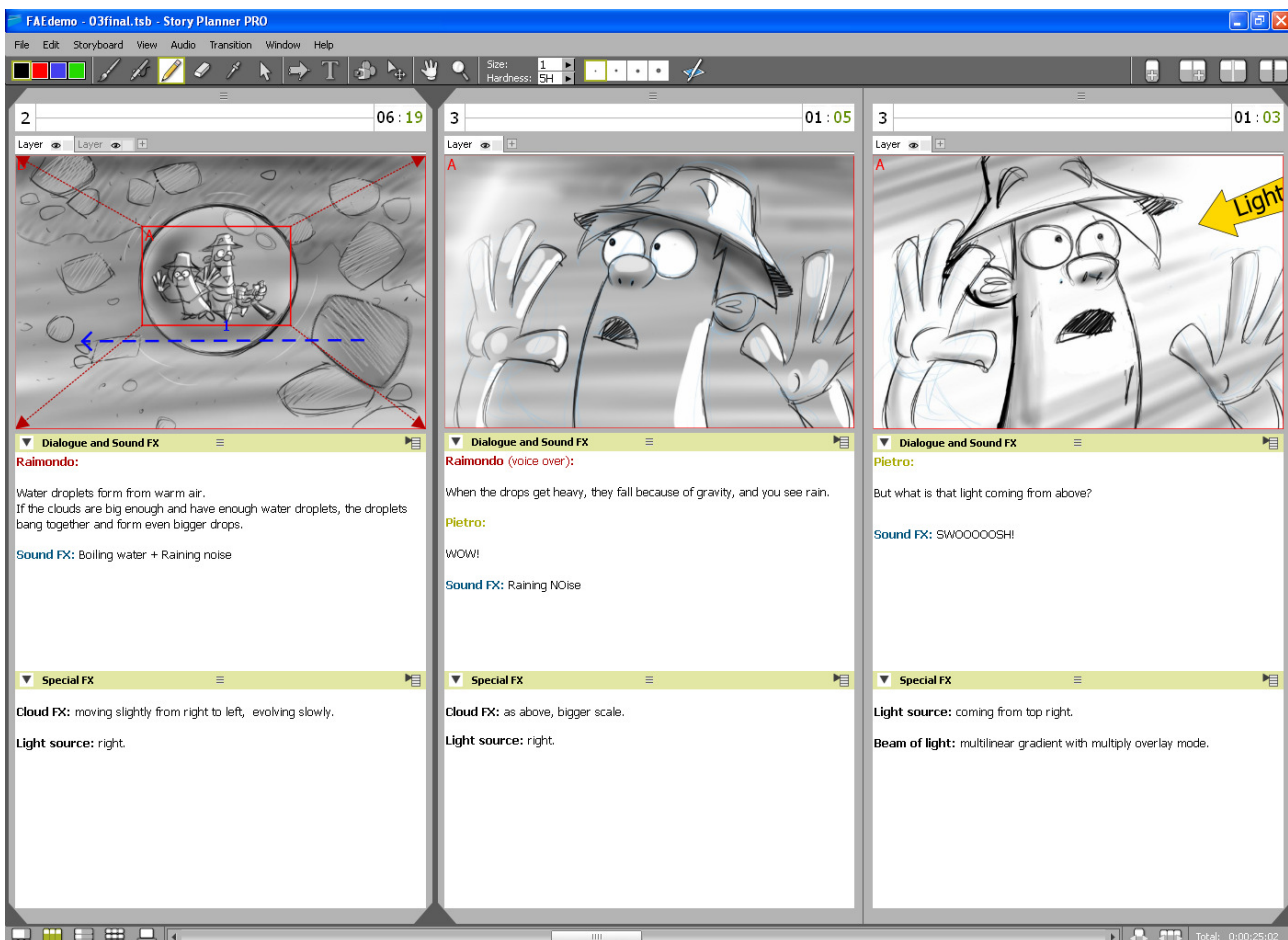 FAEdemo - 03final.tsb - Story Planner PRO
File Edit Storyboard View Audio Transition Window Help
Size: 1
Hardness: 5H
2 06 : 19
Layer Layer
A
1
Dialogue and Sound FX
Raimondo:
Water droplets form from warm air.
If the clouds are big enough and have enough water droplets, the droplets
bang together and form even bigger drops.
Sound FX: Boiling water + Raining noise
Special FX
Cloud FX: moving slightly from right to left, evolving slowly.
Light source: right.
3 01 : 05
Layer
A
Dialogue and Sound FX
Raimondo (voice over):
When the drops get heavy, they fall because of gravity, and you see rain.
Pietro:
WOW!
Sound FX: Raining NOise
Special FX
Cloud FX: as above, bigger scale.
Light source: right.
3 01 : 03
Layer
A
Light
Dialogue and Sound FX
Pietro:
But what is that light coming from above?
Sound FX: SWOOOOOSH!
Special FX
Light source: coming from top right.
Beam of light: multilinear gradient with multiply overlay mode.
Total: 0:00:25:02